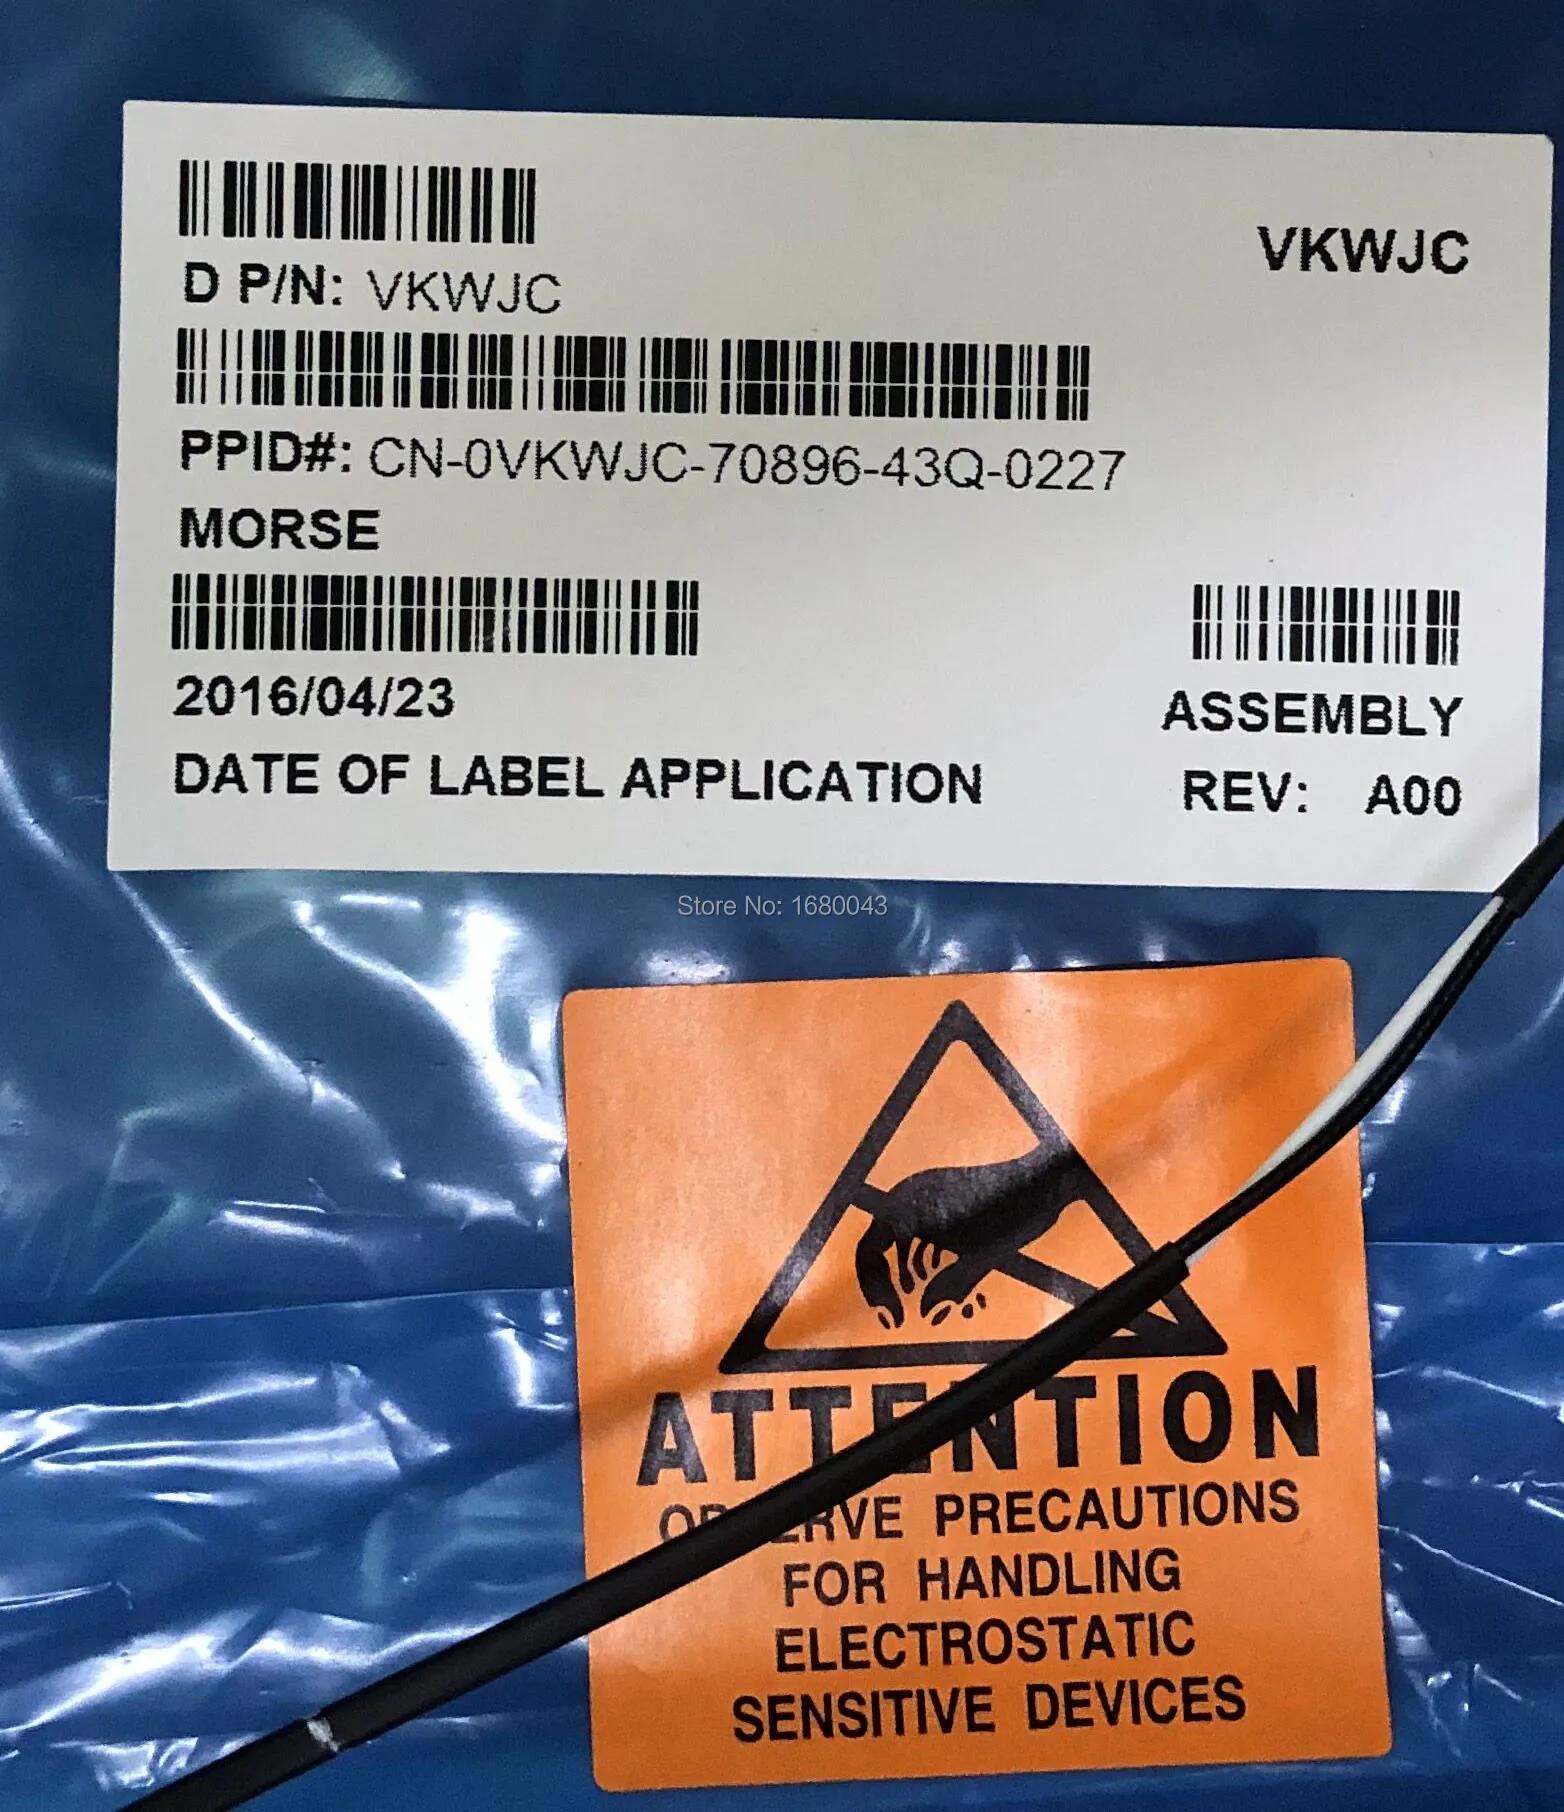 D P/N: VKWJC
VKWJC
PPID#: CN-0VKWJC-70896-43Q-0227
MORSE
2016/04/23
DATE OF LABEL APPLICATION
ASSEMBLY
REV: A00
Store No: 1680043
ATTENTION
PRECAUTIONS
FOR HANDLING
ELECTROSTATIC
SENSITIVE DEVICES